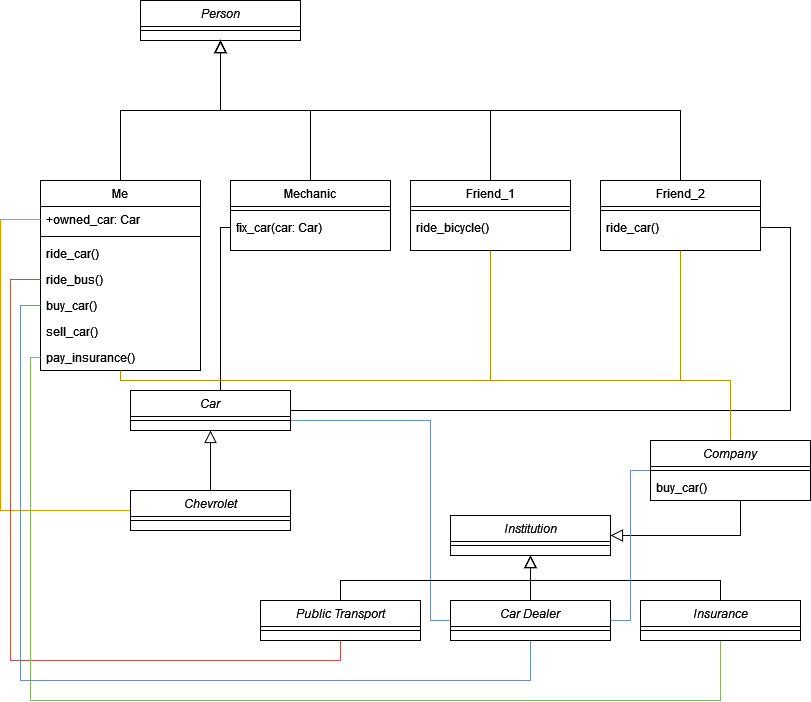 Person
Me
Mechanic
Friend_1
Friend_2
+owned_car: Car
fix_car(car: Car)
ride_bicycle()
ride_car()
ride_car()
ride_bus()
buy_car()
sell_car()
pay_insurance()
Car
Company
buy_car()
Chevrolet
Institution
Public Transport
Car Dealer
Insurance